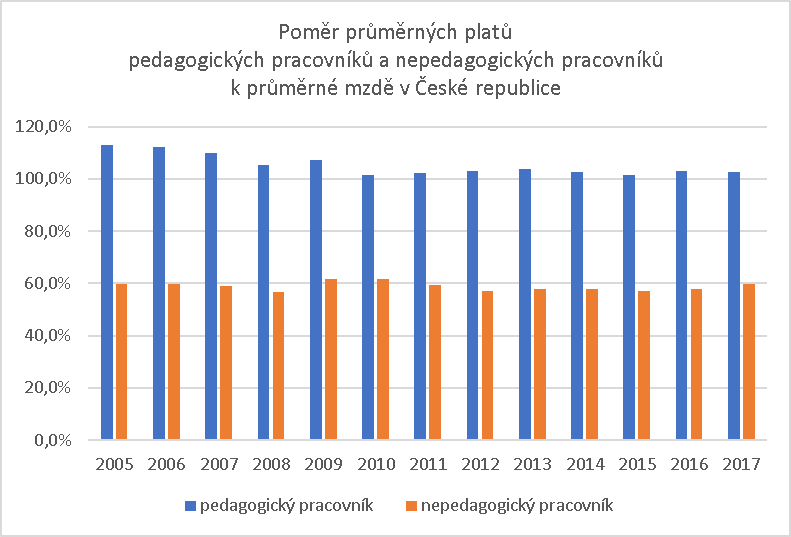 Poměr průměrných platů
pedagogických pracovníků a nepedagogických pracovníků
k průměrné mzdě v České republice
120,0%
100,0%
80,0%
60,0%
40,0%
20,0%
0,0%
2005 2006 2007 2008 2009 2010 2011 2012 2013 2014 2015 2016 2017
pedagogický pracovník nepedagogický pracovník